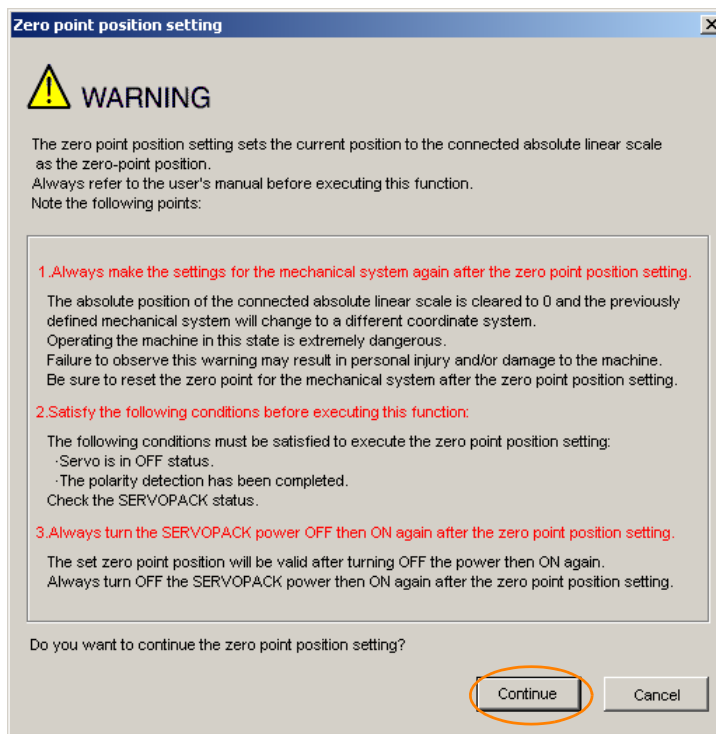 Zero point position setting
WARNING
The zero point position setting sets the current position to the connected absolute linear scale
as the zero-point position.
Always refer to the user's manual before executing this function.
Note the following points:
1.Always make the settings for the mechanical system again after the zero point position setting.
The absolute position of the connected absolute linear scale is cleared to 0 and the previously
defined mechanical system will change to a different coordinate system.
Operating the machine in this state is extremely dangerous.
Failure to observe this warning may result in personal injury and/or damage to the machine.
Be sure to reset the zero point for the mechanical system after the zero point position setting.
2.Satisfy the following conditions before executing this function:
The following conditions must be satisfied to execute the zero point position setting:
·Servo is in OFF status.
·The polarity detection has been completed.
Check the SERVOPACK status.
3.Always turn the SERVOPACK power OFF then ON again after the zero point position setting.
The set zero point position will be valid after turning OFF the power then ON again.
Always turn OFF the SERVOPACK power then ON again after the zero point position setting.
Do you want to continue the zero point position setting?
Continue
Cancel